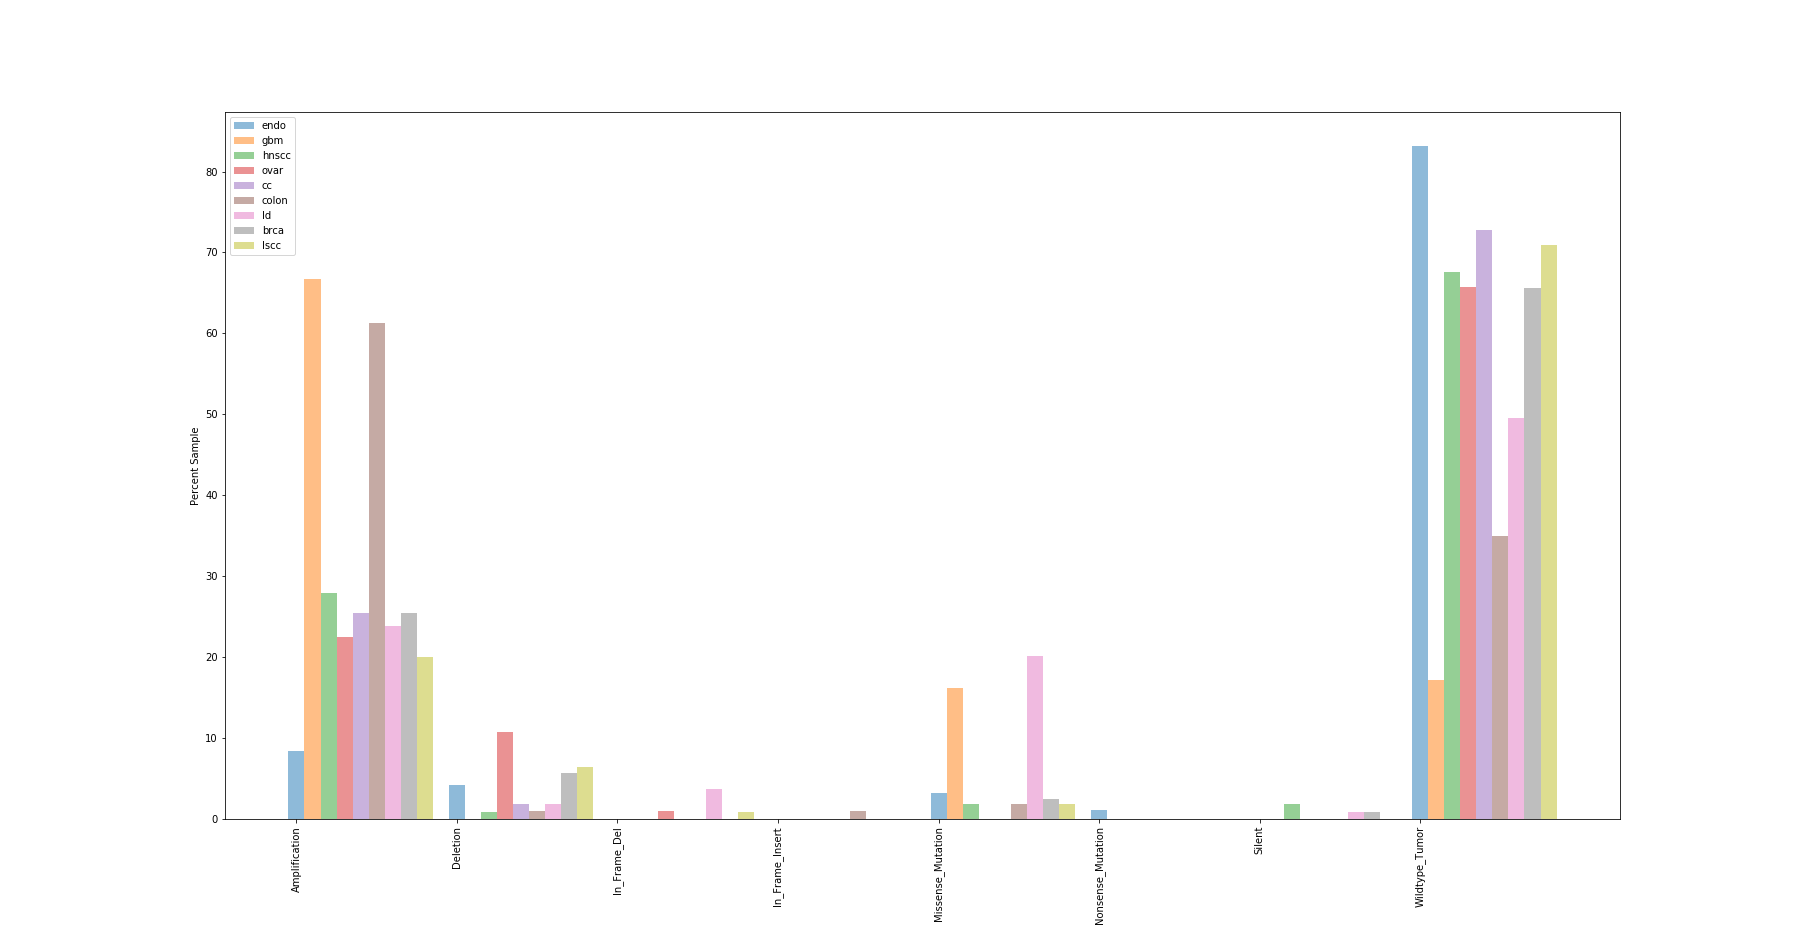 endo
gbm
hnscc
ovar
cc
colon
ld
brca
lscc
80
70
60
50
40
30
20
10
0
Percent Sample
Amplification
Deletion
In_Frame_Del
In_Frame_Insert
Missense_Mutation
Nonsense_Mutation
Silent
Wildtype_Tumor